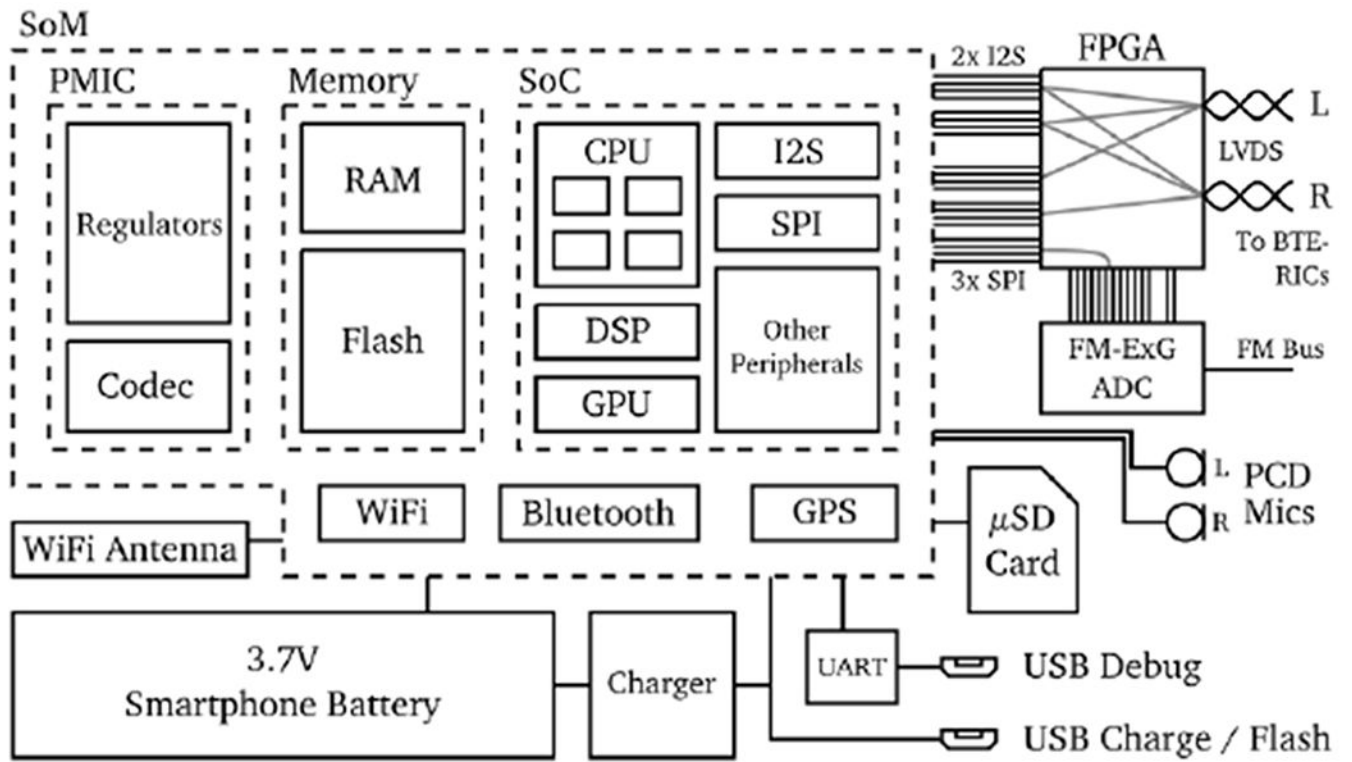 SoM
PMIC
Regulators
Codec
Memory
RAM
Flash
SoC
CPU
DSP
GPU
I2S
SPI
Other
Peripherals
WiFi
Bluetooth
GPS
WiFi Antenna
3.7V
Smartphone Battery
Charger
UART
USB Debug
USB Charge / Flash
2x I2S
3x SPI
FPGA
L
LVDS
R
To BTE-
RICs
FM-ExG
ADC
FM Bus
L
R
PCD
Mics
μSD
Card